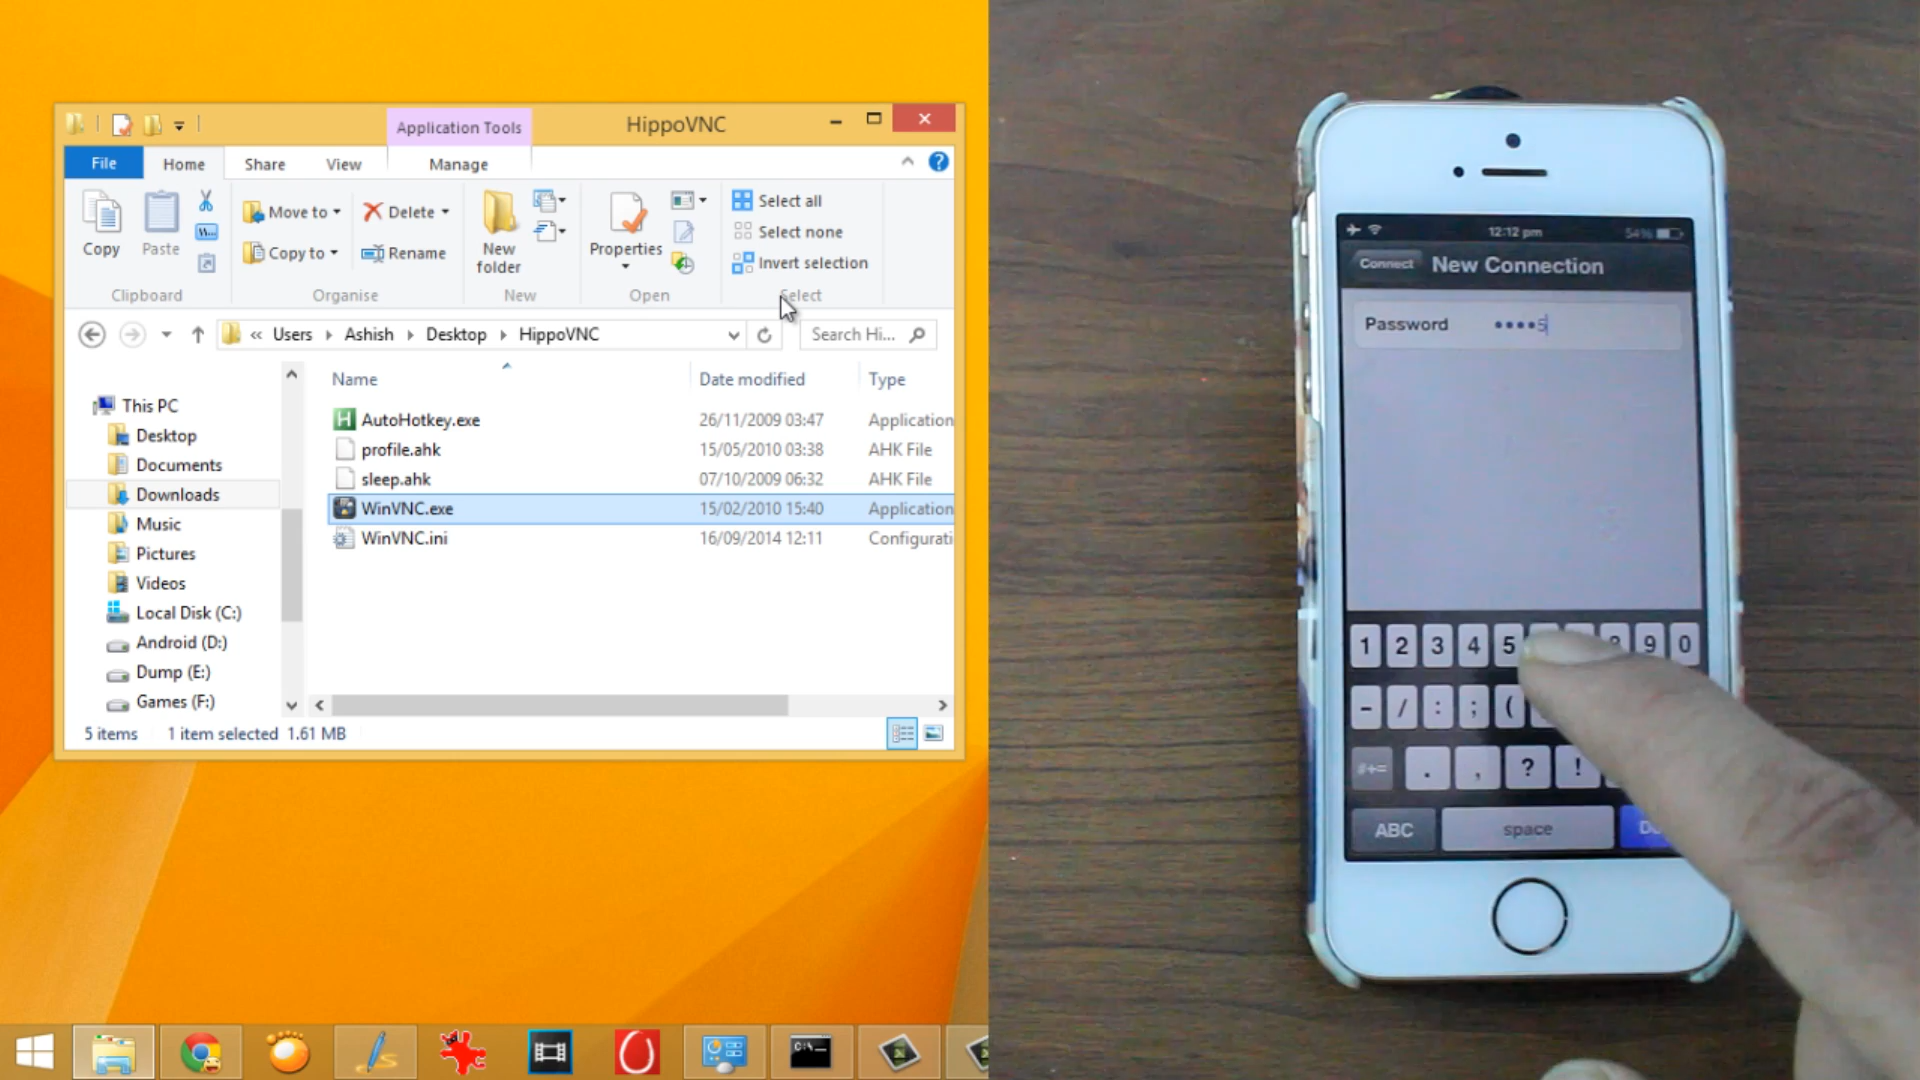 Application Tools
HippoVNC
File
Home
Share
View
Manage
Copy
Paste
Move to
Copy to
Delete
Rename
New folder
Properties
Select all
Select none
Invert selection
Clipboard
Organise
New
Open
Select
« Users Ashish Desktop HippoVNC
Search Hi...
Name Date modified Type
This PC
Desktop
Documents
Downloads
Music
Pictures
Videos
Local Disk (C:)
Android (D:)
Dump (E:)
Games (F:)
AutoHotkey.exe 26/11/2009 03:47 Application
profile.ahk 15/05/2010 03:38 AHK File
sleep.ahk 07/10/2009 06:32 AHK File
WinVNC.exe 15/02/2010 15:40 Application
WinVNC.ini 16/09/2014 12:11 Configurati
5 items 1 item selected 1.61 MB
C:\
12:12 pm 54%
Connect New Connection
Password ••••5
1 2 3 4 5 8 9 0
- / : ; (
#+= . , ? !
ABC space